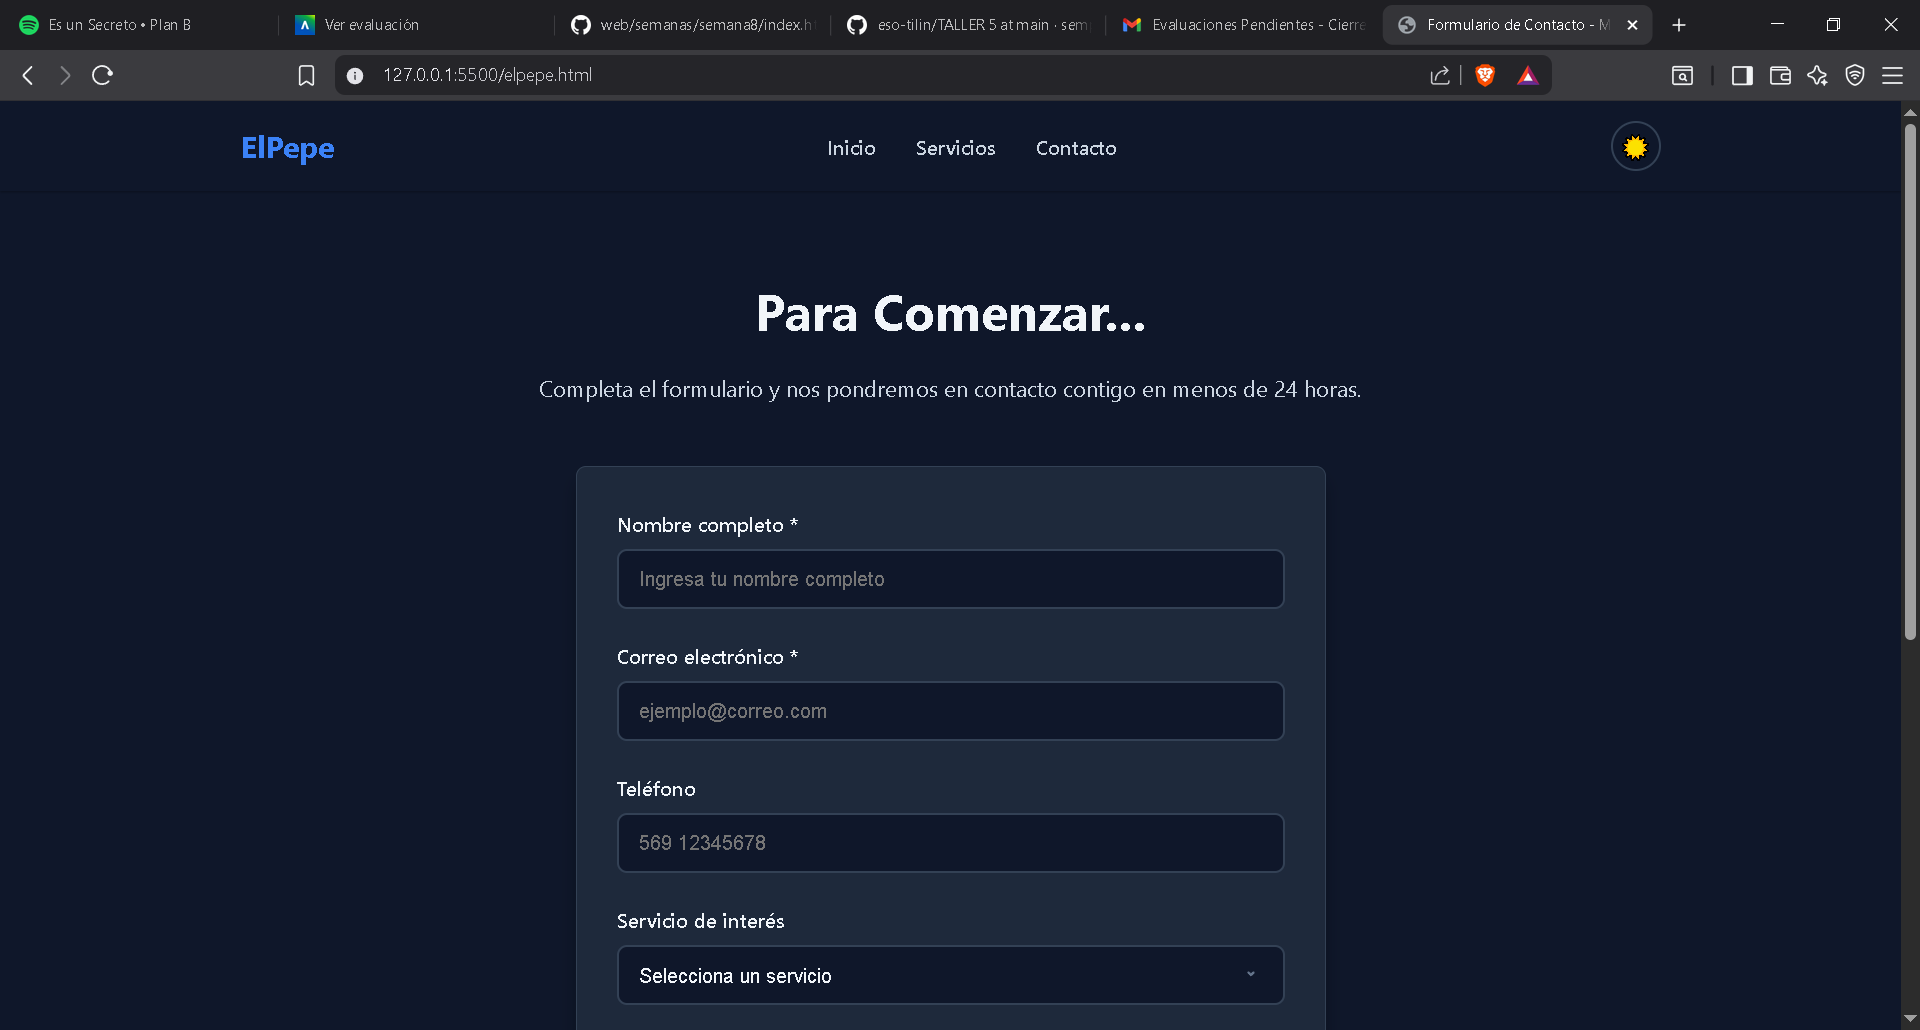 Es un Secreto • Plan B
Ver evaluación
web/semanas/semana8/index.h
eso-tilin/TALLER 5 at main · sem
Evaluaciones Pendientes - Cierre
Formulario de Contacto - M
127.0.0.1:5500/elpepe.html
ElPepe
Inicio
Servicios
Contacto
Para Comenzar...
Completa el formulario y nos pondremos en contacto contigo en menos de 24 horas.
Nombre completo *
Ingresa tu nombre completo
Correo electrónico *
ejemplo@correo.com
Teléfono
569 12345678
Servicio de interés
Selecciona un servicio